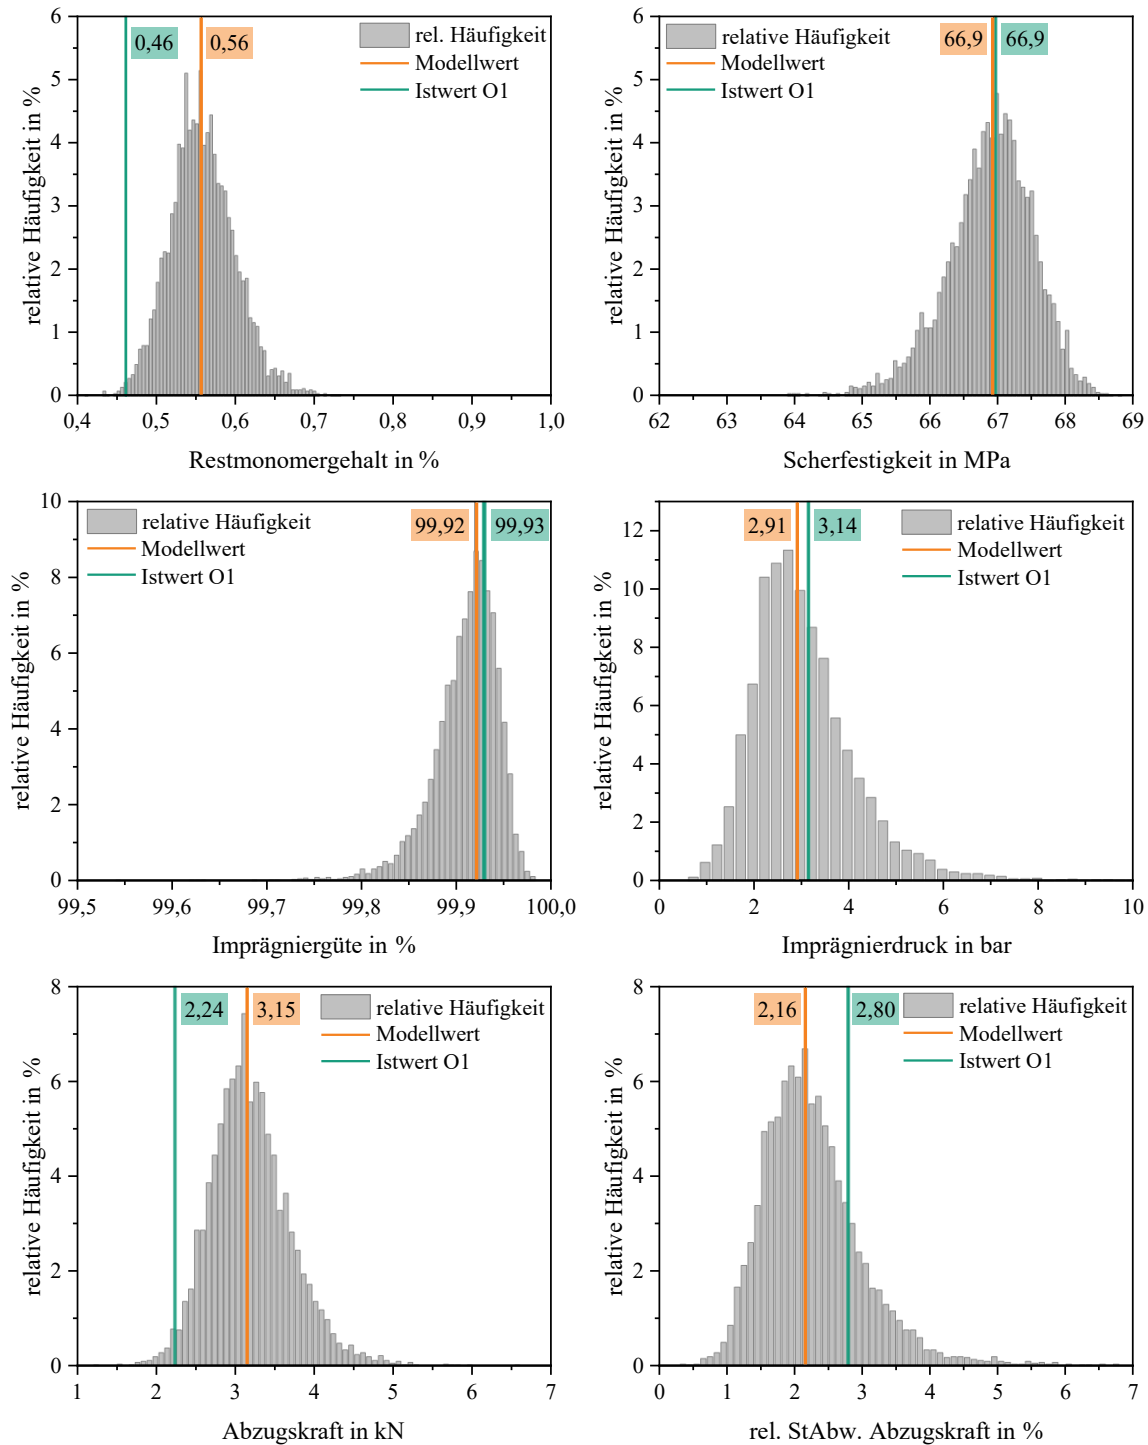 6
5
4
3
2
1
0
relative Häufigkeit in %
0,46
0,56
rel. Häufigkeit
Modellwert
Istwert O1
0,4 0,5 0,6 0,7 0,8 0,9 1,0
Restmonomergehalt in %
6
5
4
3
2
1
0
relative Häufigkeit in %
relative Häufigkeit
Modellwert
Istwert O1
66,9
66,9
62 63 64 65 66 67 68 69
Scherfestigkeit in MPa
10
8
6
4
2
0
relative Häufigkeit in %
relative Häufigkeit
Modellwert
Istwert O1
99,92
99,93
99,5 99,6 99,7 99,8 99,9 100,0
Imprägniergüte in %
12
10
8
6
4
2
0
relative Häufigkeit in %
2,91
3,14
relative Häufigkeit
Modellwert
Istwert O1
0 2 4 6 8 10
Imprägnierdruck in bar
8
6
4
2
0
relative Häufigkeit in %
2,24
3,15
relative Häufigkeit
Modellwert
Istwert O1
1 2 3 4 5 6 7
Abzugskraft in kN
8
6
4
2
0
relative Häufigkeit in %
2,16
2,80
relative Häufigkeit
Modellwert
Istwert O1
0 1 2 3 4 5 6 7
rel. StAbw. Abzugskraft in %